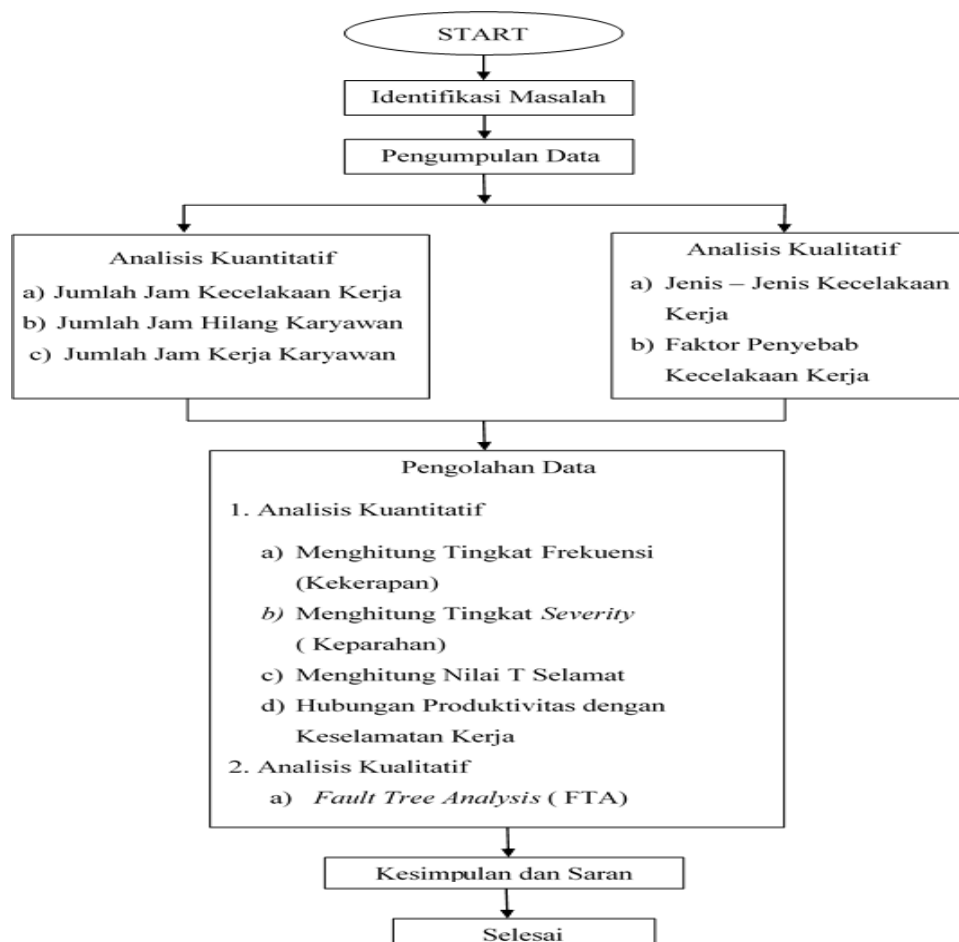 START
Identifikasi Masalah
Pengumpulan Data
Analisis Kuantitatif
a) Jumlah Jam Kecelakaan Kerja
b) Jumlah Jam Hilang Karyawan
c) Jumlah Jam Kerja Karyawan
Analisis Kualitatif
a) Jenis – Jenis Kecelakaan
Kerja
b) Faktor Penyebab
Kecelakaan Kerja
Pengolahan Data
1. Analisis Kuantitatif
a) Menghitung Tingkat Frekuensi
(Kekerapan)
b) Menghitung Tingkat Severity
( Keparahan)
c) Menghitung Nilai T Selamat
d) Hubungan Produktivitas dengan
Keselamatan Kerja
2. Analisis Kualitatif
a) Fault Tree Analysis ( FTA)
Kesimpulan dan Saran
Selesai